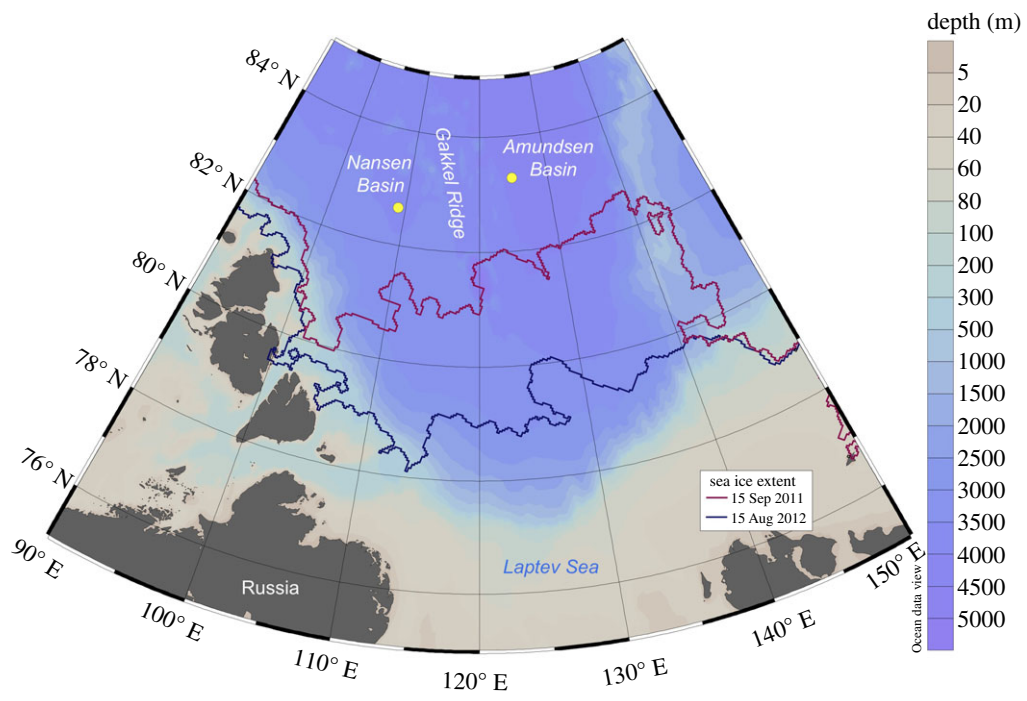 depth (m)
84° N
82° N
80° N
78° N
76° N
Nansen
Basin
Gakkel Ridge
Amundsen
Basin
5
20
40
60
80
100
200
300
500
1000
1500
2000
2500
3000
3500
4000
4500
5000
sea ice extent
15 Sep 2011
15 Aug 2012
Laptev Sea
Russia
90° E
100° E
110° E
120° E
130° E
140° E
150° E
Ocean data view